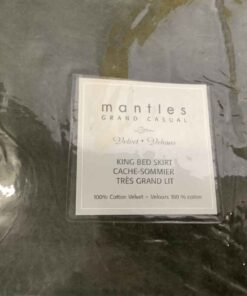 mantles
GRAND CASUAL
Velvet • Velours
KING BED SKIRT
CACHE-SOMMIER
TRÈS GRAND LIT
100% Cotton Velvet – Velours 100 % coton